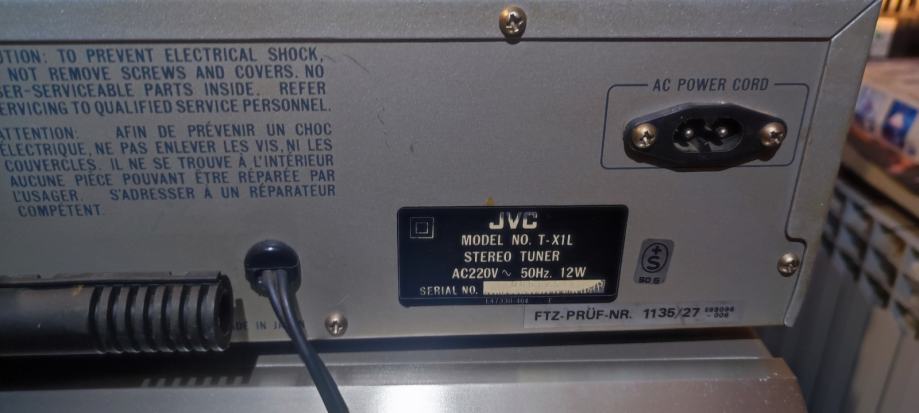 UTION: TO PREVENT ELECTRICAL SHOCK,
NOT REMOVE SCREWS AND COVERS. NO
SER-SERVICEABLE PARTS INSIDE. REFER
ERVICING TO QUALIFIED SERVICE PERSONNEL.
ATTENTION: AFIN DE PRÉVENIR UN CHOC
ÉLECTRIQUE, NE PAS ENLEVER LES VIS, NI LES
COUVERCLES. IL NE SE TROUVE À L'INTÉRIEUR
AUCUNE PIÈCE POUVANT ÊTRE RÉPARÉE PAR
L'USAGER. S'ADRESSER À UN RÉPARATEUR
COMPÉTENT.
AC POWER CORD
JVC
MODEL NO. T-X1L
STEREO TUNER
AC220V ~ 50Hz. 12W
SERIAL NO.
S
FTZ-PRÜF-NR. 1135/27
ADE IN JAPAN